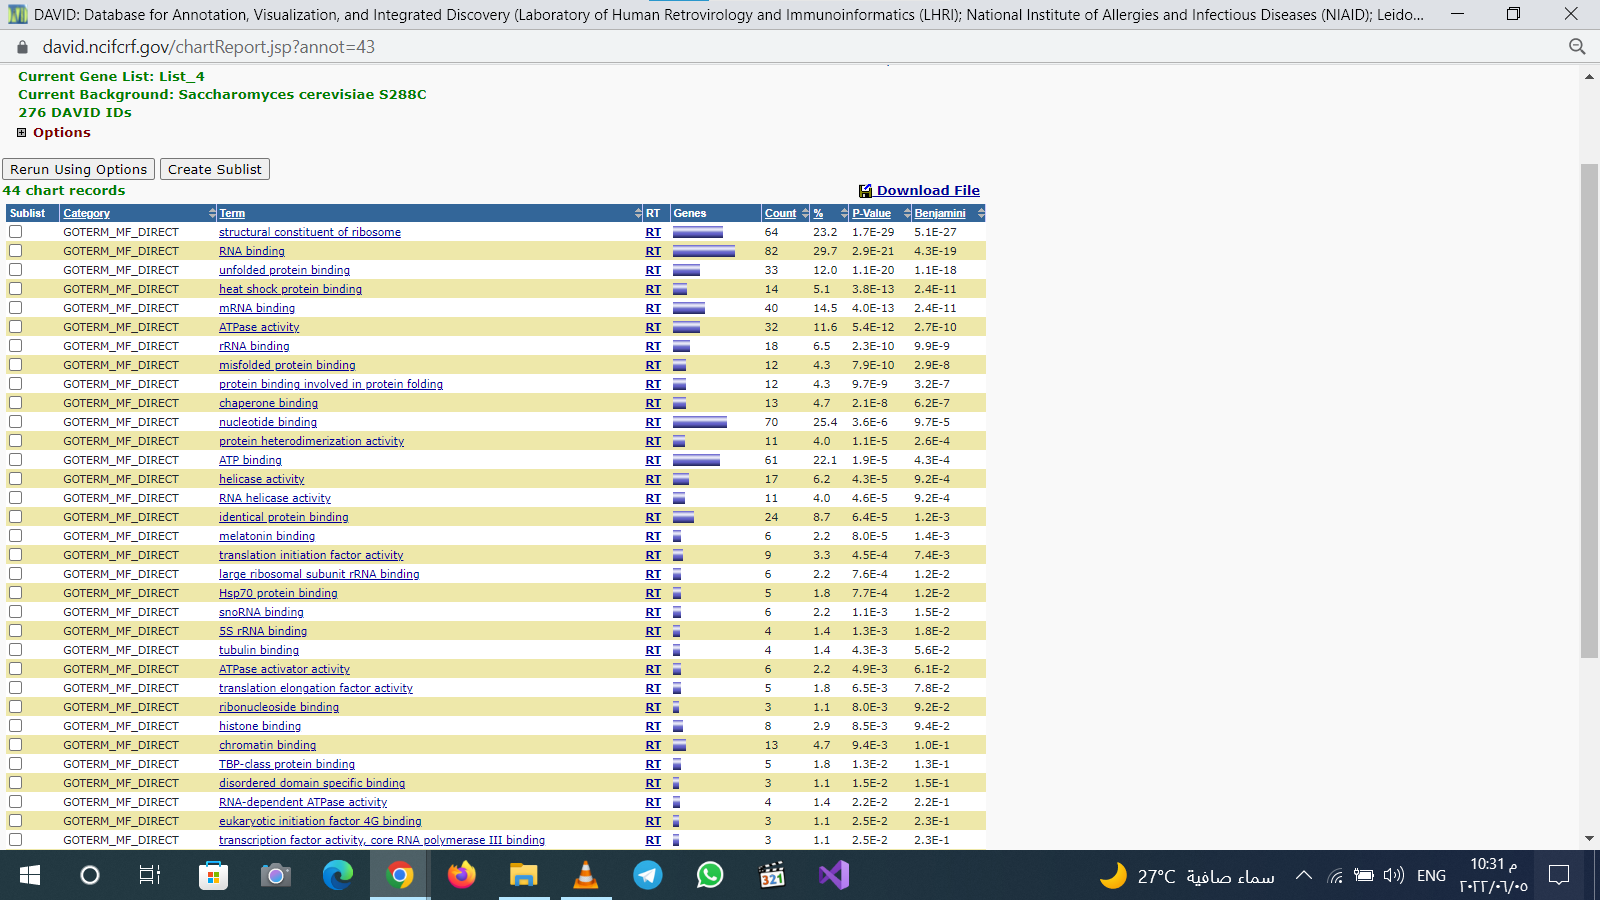 DAVID: Database for Annotation, Visualization, and Integrated Discovery (Laboratory of Human Retrovirology and Immunoinformatics (LHRI); National Institute of Allergies and Infectious Diseases (NIAID); Leido...
david.ncifcrf.gov/chartReport.jsp?annot=43
Current Gene List: List_4
Current Background: Saccharomyces cerevisiae S288C
276 DAVID IDs
Options
Rerun Using Options Create Sublist
44 chart records Download File
Sublist Category Term RT Genes Count % P-Value Benjamini
GOTERM_MF_DIRECT structural constituent of ribosome RT 64 23.2 1.7E-29 5.1E-27
GOTERM_MF_DIRECT RNA binding RT 82 29.7 2.9E-21 4.3E-19
GOTERM_MF_DIRECT unfolded protein binding RT 33 12.0 1.1E-20 1.1E-18
GOTERM_MF_DIRECT heat shock protein binding RT 14 5.1 3.8E-13 2.4E-11
GOTERM_MF_DIRECT mRNA binding RT 40 14.5 4.0E-13 2.4E-11
GOTERM_MF_DIRECT ATPase activity RT 32 11.6 5.4E-12 2.7E-10
GOTERM_MF_DIRECT rRNA binding RT 18 6.5 2.3E-10 9.9E-9
GOTERM_MF_DIRECT misfolded protein binding RT 12 4.3 7.9E-10 2.9E-8
GOTERM_MF_DIRECT protein binding involved in protein folding RT 12 4.3 9.7E-9 3.2E-7
GOTERM_MF_DIRECT chaperone binding RT 13 4.7 2.1E-8 6.2E-7
GOTERM_MF_DIRECT nucleotide binding RT 70 25.4 3.6E-6 9.7E-5
GOTERM_MF_DIRECT protein heterodimerization activity RT 11 4.0 1.1E-5 2.6E-4
GOTERM_MF_DIRECT ATP binding RT 61 22.1 1.9E-5 4.3E-4
GOTERM_MF_DIRECT helicase activity RT 17 6.2 4.3E-5 9.2E-4
GOTERM_MF_DIRECT RNA helicase activity RT 11 4.0 4.6E-5 9.2E-4
GOTERM_MF_DIRECT identical protein binding RT 24 8.7 6.4E-5 1.2E-3
GOTERM_MF_DIRECT melatonin binding RT 6 2.2 8.0E-5 1.4E-3
GOTERM_MF_DIRECT translation initiation factor activity RT 9 3.3 4.5E-4 7.4E-3
GOTERM_MF_DIRECT large ribosomal subunit rRNA binding RT 6 2.2 7.6E-4 1.2E-2
GOTERM_MF_DIRECT Hsp70 protein binding RT 5 1.8 7.7E-4 1.2E-2
GOTERM_MF_DIRECT snoRNA binding RT 6 2.2 1.1E-3 1.5E-2
GOTERM_MF_DIRECT 5S rRNA binding RT 4 1.4 1.3E-3 1.8E-2
GOTERM_MF_DIRECT tubulin binding RT 4 1.4 4.3E-3 5.6E-2
GOTERM_MF_DIRECT ATPase activator activity RT 6 2.2 4.9E-3 6.1E-2
GOTERM_MF_DIRECT translation elongation factor activity RT 5 1.8 6.5E-3 7.8E-2
GOTERM_MF_DIRECT ribonucleoside binding RT 3 1.1 8.0E-3 9.2E-2
GOTERM_MF_DIRECT histone binding RT 8 2.9 8.5E-3 9.4E-2
GOTERM_MF_DIRECT chromatin binding RT 13 4.7 9.4E-3 1.0E-1
GOTERM_MF_DIRECT TBP-class protein binding RT 5 1.8 1.3E-2 1.3E-1
GOTERM_MF_DIRECT disordered domain specific binding RT 3 1.1 1.5E-2 1.5E-1
GOTERM_MF_DIRECT RNA-dependent ATPase activity RT 4 1.4 2.2E-2 2.2E-1
GOTERM_MF_DIRECT eukaryotic initiation factor 4G binding RT 3 1.1 2.5E-2 2.3E-1
GOTERM_MF_DIRECT transcription factor activity, core RNA polymerase III binding RT 3 1.1 2.5E-2 2.3E-1
321
27°C سماء صافية
ENG
10:31 م
٢٠٢٢/٠٦/٠٥